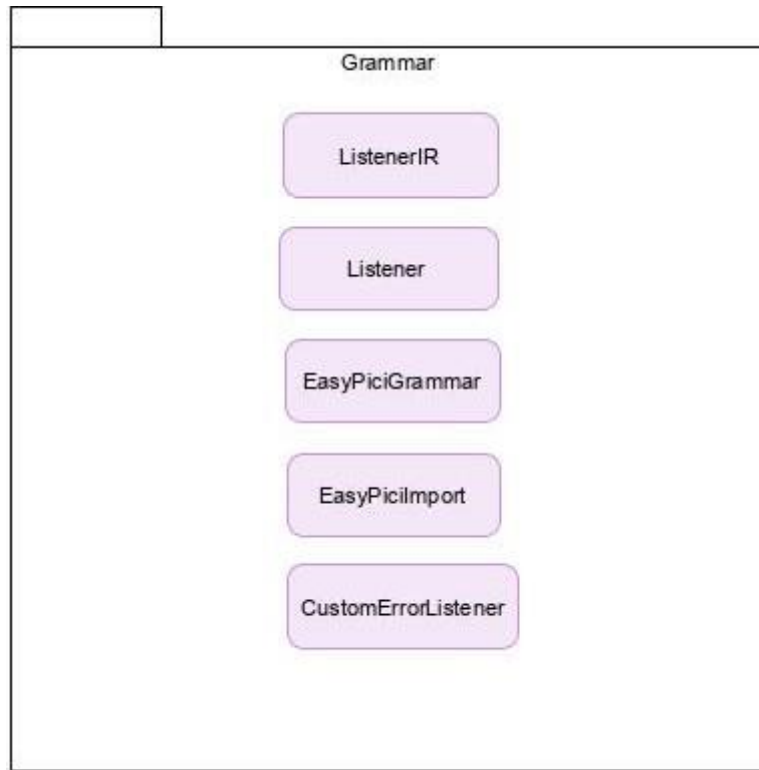 Grammar
ListenerIR
Listener
EasyPiciGrammar
EasyPiciImport
CustomErrorListener